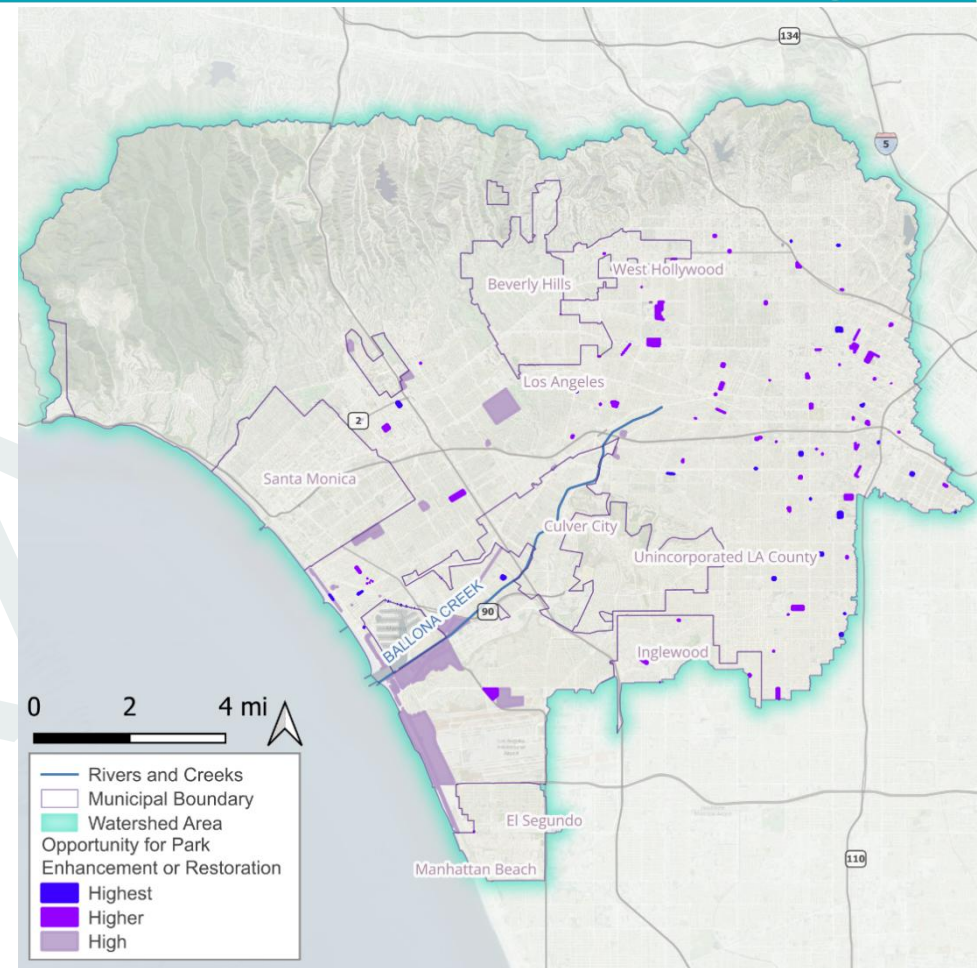 134
5
West Hollywood
Beverly Hills
Los Angeles
2
Santa Monica
Culver City
Unincorporated LA County
BALLONA CREEK
90
Inglewood
0 2 4 mi
El Segundo
Manhattan Beach
110
Rivers and Creeks
Municipal Boundary
Watershed Area
Opportunity for Park
Enhancement or Restoration
Highest
Higher
High